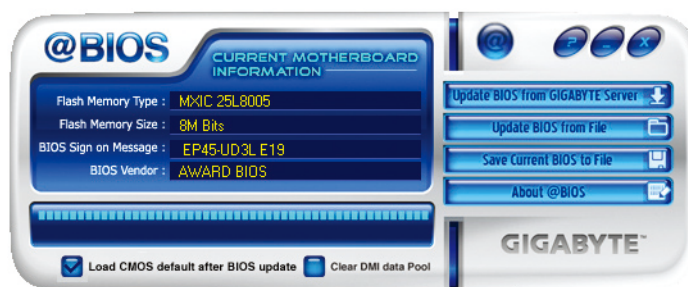 @BIOS
CURRENT MOTHERBOARD
INFORMATION
Flash Memory Type : MXIC 25L8005
Flash Memory Size : 8M Bits
BIOS Sign on Message : EP45-UD3L E19
BIOS Vendor : AWARD BIOS
Load CMOS default after BIOS update
Clear DMI data Pool
@ ? – X
Update BIOS from GIGABYTE Server
Update BIOS from File
Save Current BIOS to File
About @BIOS
GIGABYTE™